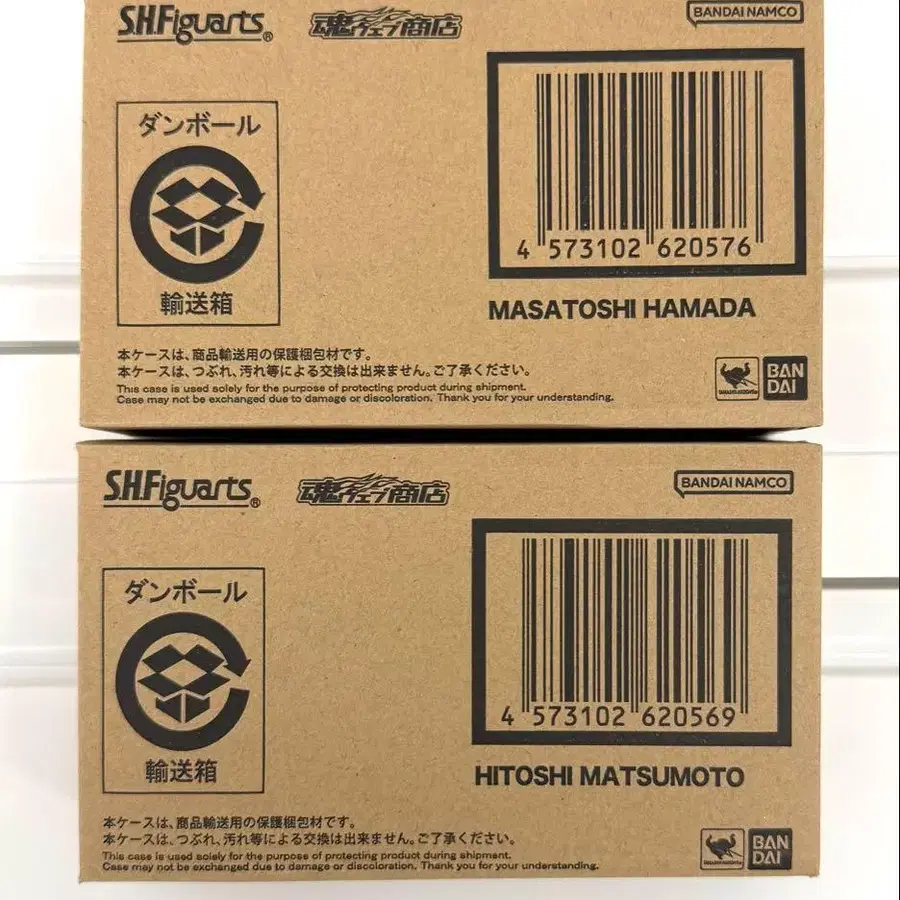 S.H.Figuarts®
魂ウェブ商店
BANDAI NAMCO
ダンボール
輸送箱
4 573102 620576
MASATOSHI HAMADA
本ケースは、商品輸送用の保護梱包材です。
本ケースは、つぶれ、汚れ等による交換は出来ません。ご了承ください。
This case is used solely for the purpose of protecting product during shipment.
Case may not be exchanged due to damage or discoloration. Thank you for your understanding.
BAN
DAI
S.H.Figuarts®
魂ウェブ商店
BANDAI NAMCO
ダンボール
輸送箱
4 573102 620569
HITOSHI MATSUMOTO
本ケースは、商品輸送用の保護梱包材です。
本ケースは、つぶれ、汚れ等による交換は出来ません。ご了承ください。
This case is used solely for the purpose of protecting product during shipment.
Case may not be exchanged due to damage or discoloration. Thank you for your understanding.
BAN
DAI